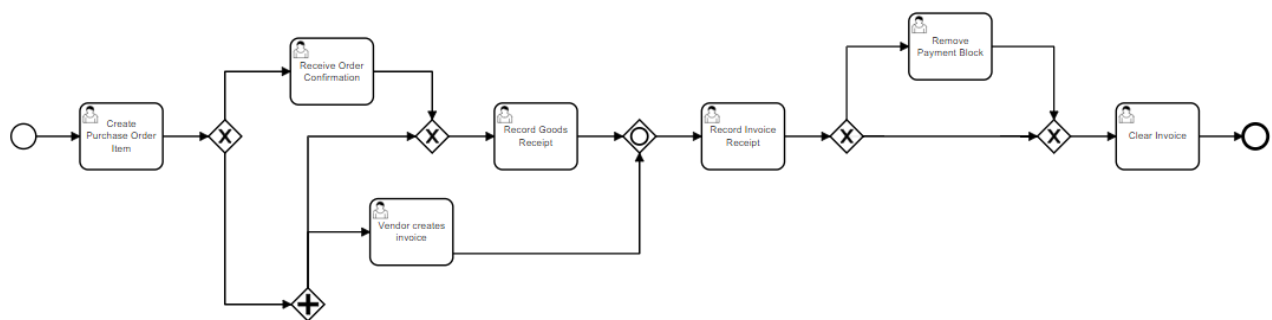 Remove
Payment Block
Receive Order
Confirmation
Create
Purchase Order
Item
Record Goods
Receipt
Record Invoice
Receipt
Clear Invoice
Vendor creates
invoice